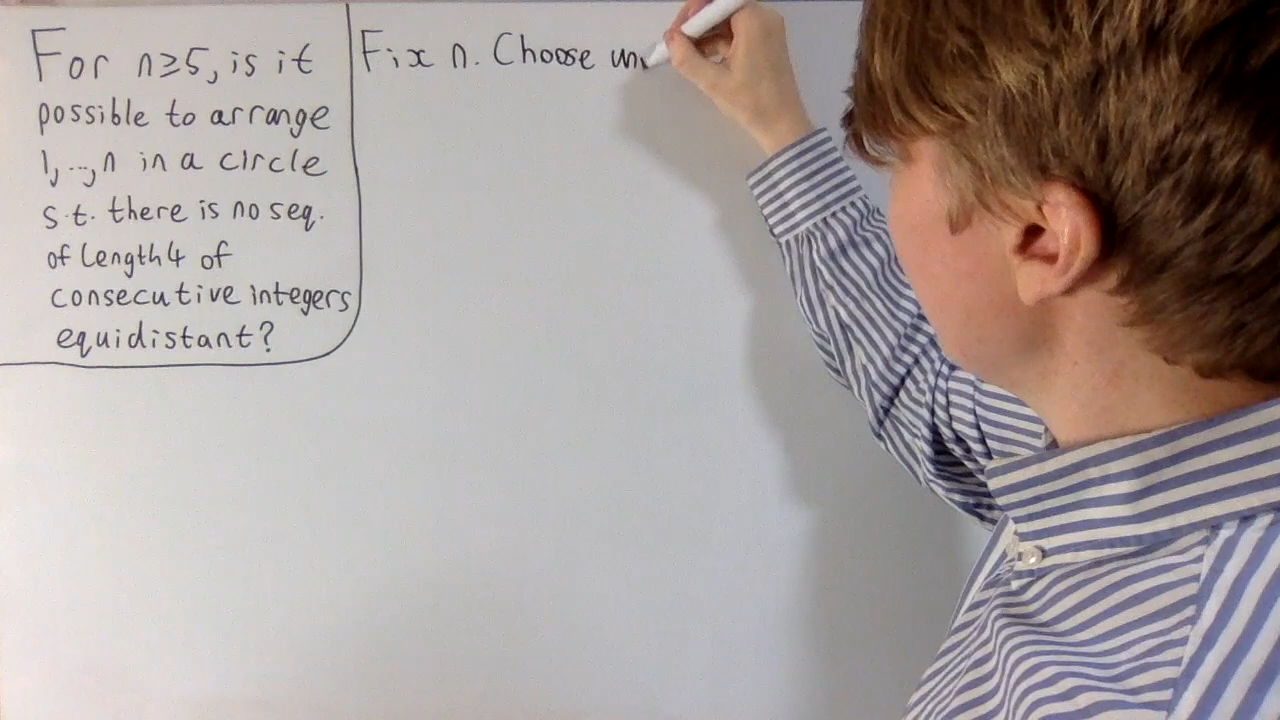 For n≥5, is it
possible to arrange
1,...,n in a circle
s.t. there is no seq.
of length 4 of
consecutive integers
equidistant?
Fix n. Choose